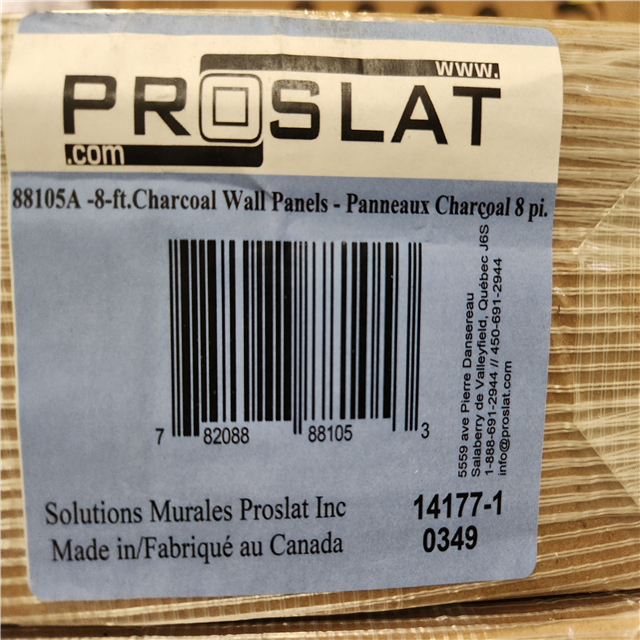 www.
PROSLAT
.com
88105A -8-ft.Charcoal Wall Panels - Panneaux Charcoal 8 pi.
7 82088 88105 3
5559 ave Pierre Dansereau
Salaberry de Valleyfield, Québec J6S
1-888-691-2944 // 450-691-2944
info@proslat.com
Solutions Murales Proslat Inc 14177-1
Made in/Fabriqué au Canada 0349